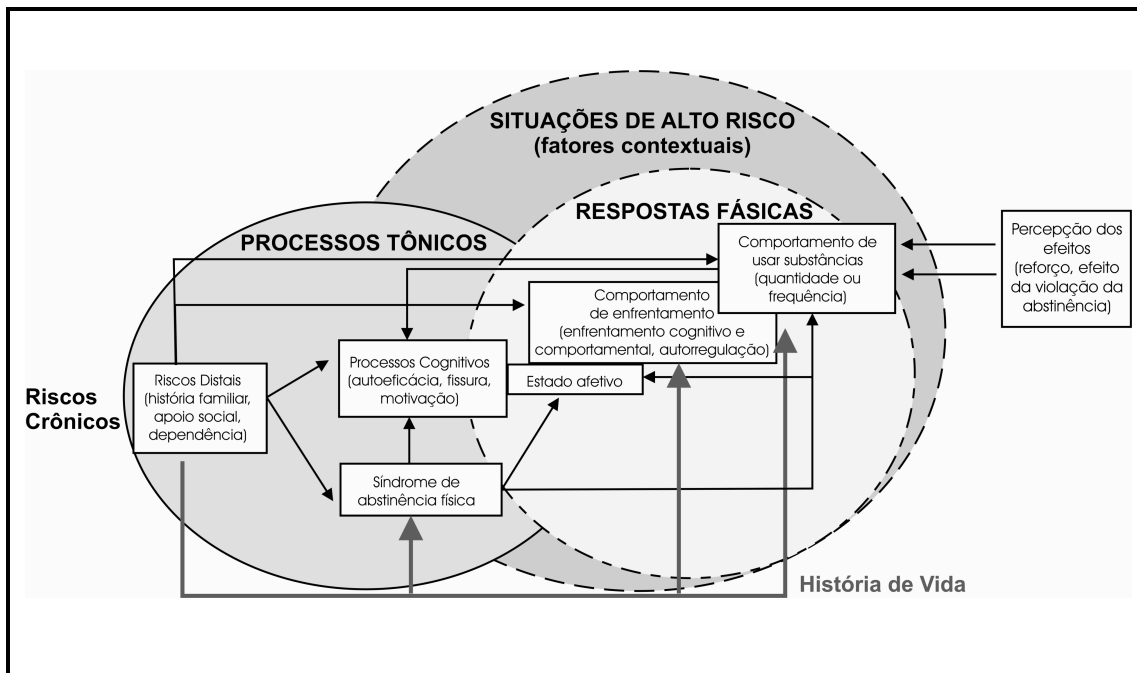 SITUAÇÕES DE ALTO RISCO
(fatores contextuais)
RESPOSTAS FÁSICAS
PROCESSOS TÔNICOS
Comportamento de
usar substâncias
(quantidade ou
frequência)
Percepção dos
efeitos
(reforço, efeito
da violação da
abstinência)
Comportamento
de enfrentamento
(enfrentamento cognitivo e
comportamental, autorregulação)
Processos Cognitivos
(autoeficácia, fissura,
motivação)
Estado afetivo
Riscos
Crônicos
Riscos Distais
(história familiar,
apoio social,
dependência)
Síndrome de
abstinência física
História de Vida